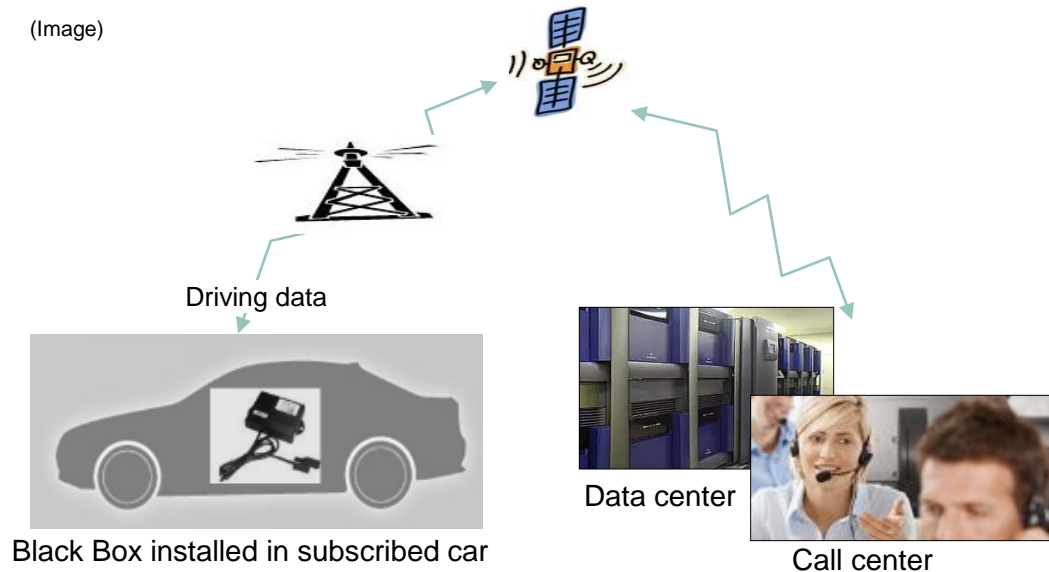 (Image)
Driving data
Black Box installed in subscribed car
Data center
Call center